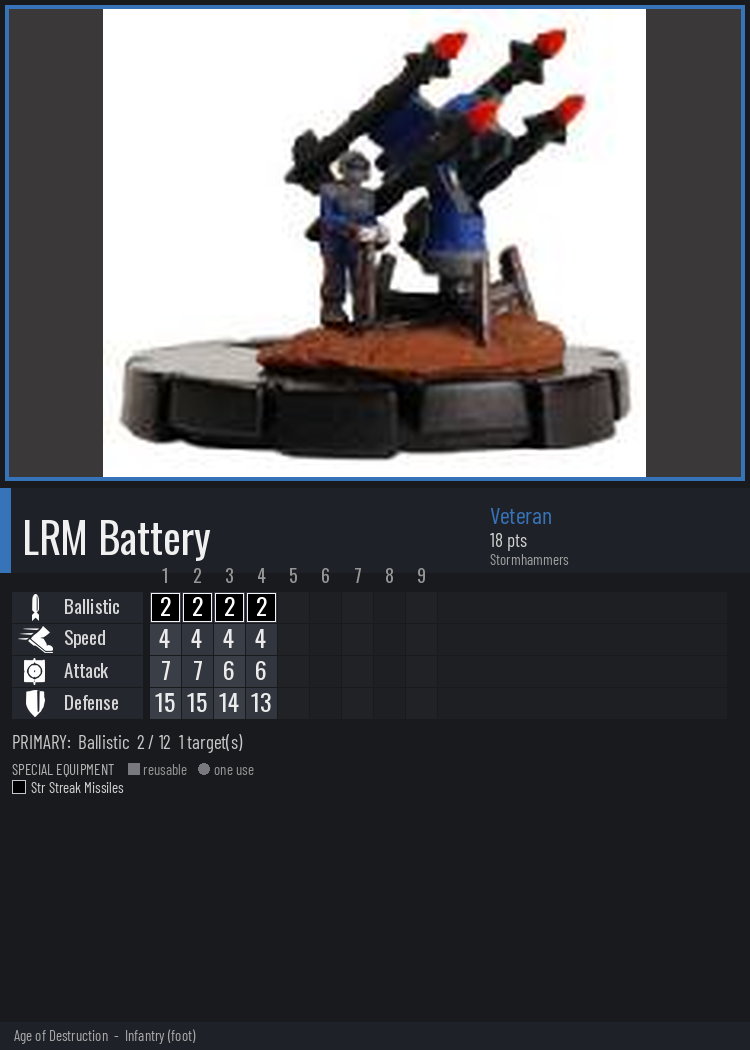 LRM Battery
Veteran
18 pts
Stormhammers
1 2 3 4 5 6 7 8 9
Ballistic 2 2 2 2
Speed 4 4 4 4
Attack 7 7 6 6
Defense 15 15 14 13
PRIMARY: Ballistic 2 / 12 1 target(s)
SPECIAL EQUIPMENT reusable one use
Str Streak Missiles
Age of Destruction - Infantry (foot)